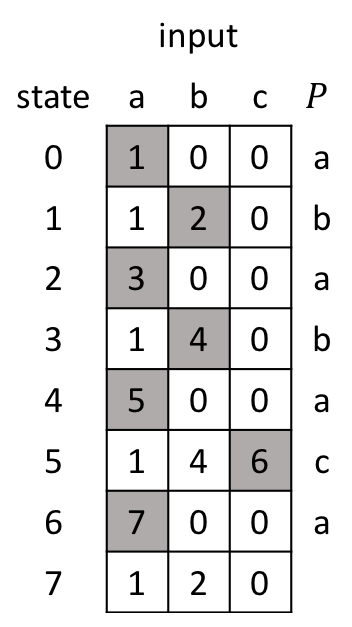 input
state a b c P
0 1 0 0 a
1 1 2 0 b
2 3 0 0 a
3 1 4 0 b
4 5 0 0 a
5 1 4 6 c
6 7 0 0 a
7 1 2 0